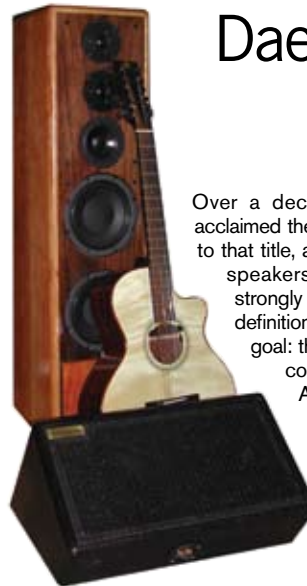 Dae
Over a dec
acclaimed the
to that title, a
speakers
strongly
definition
goal: th
co
A